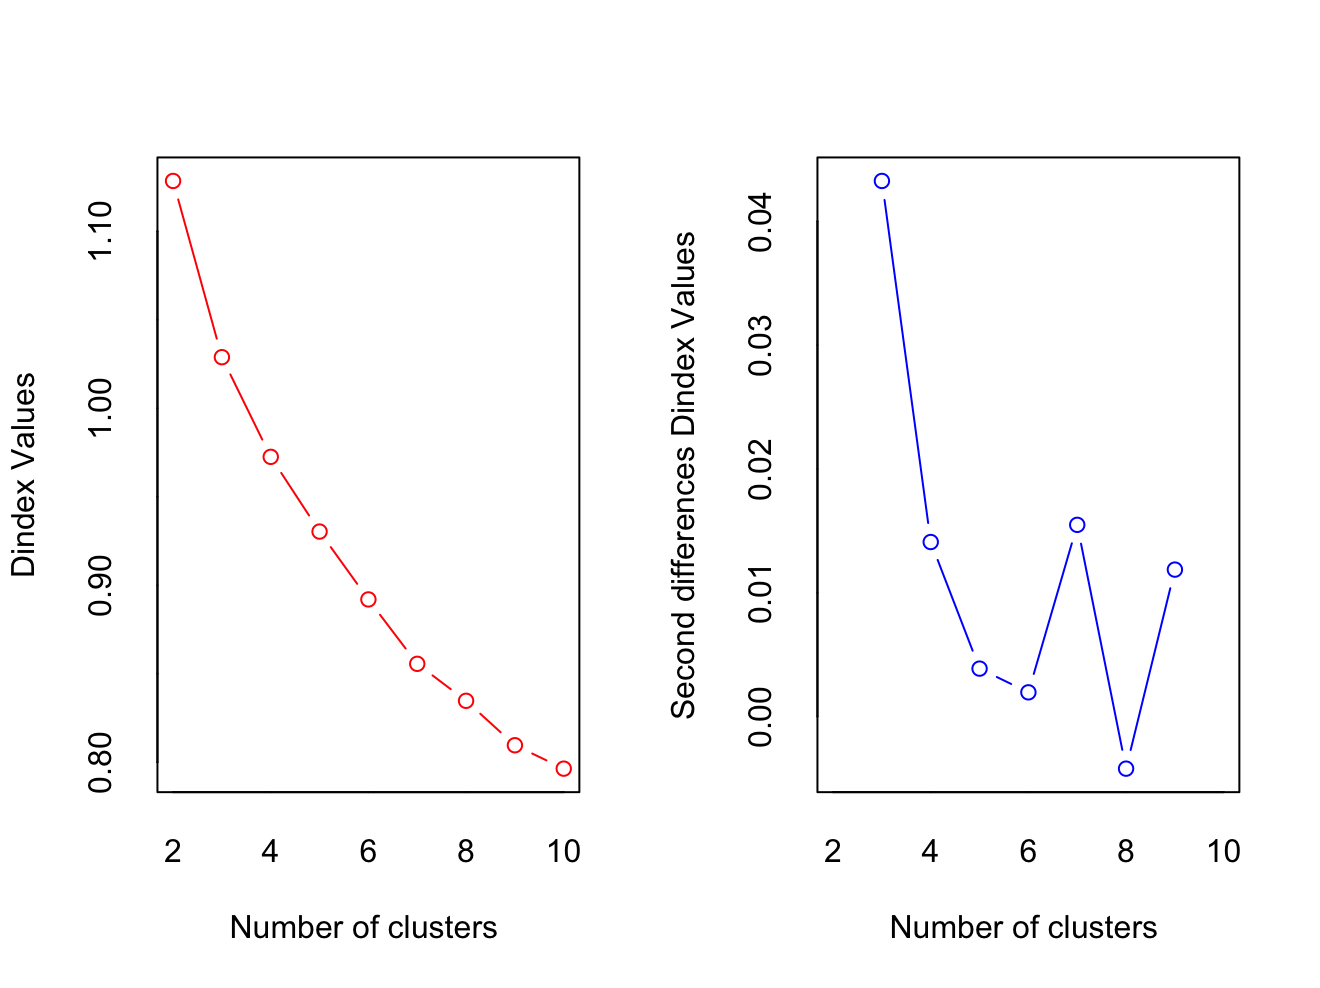 Dindex Values
1.10
1.00
0.90
0.80
2 4 6 8 10
Number of clusters
Second differences Dindex Values
0.04
0.03
0.02
0.01
0.00
2 4 6 8 10
Number of clusters